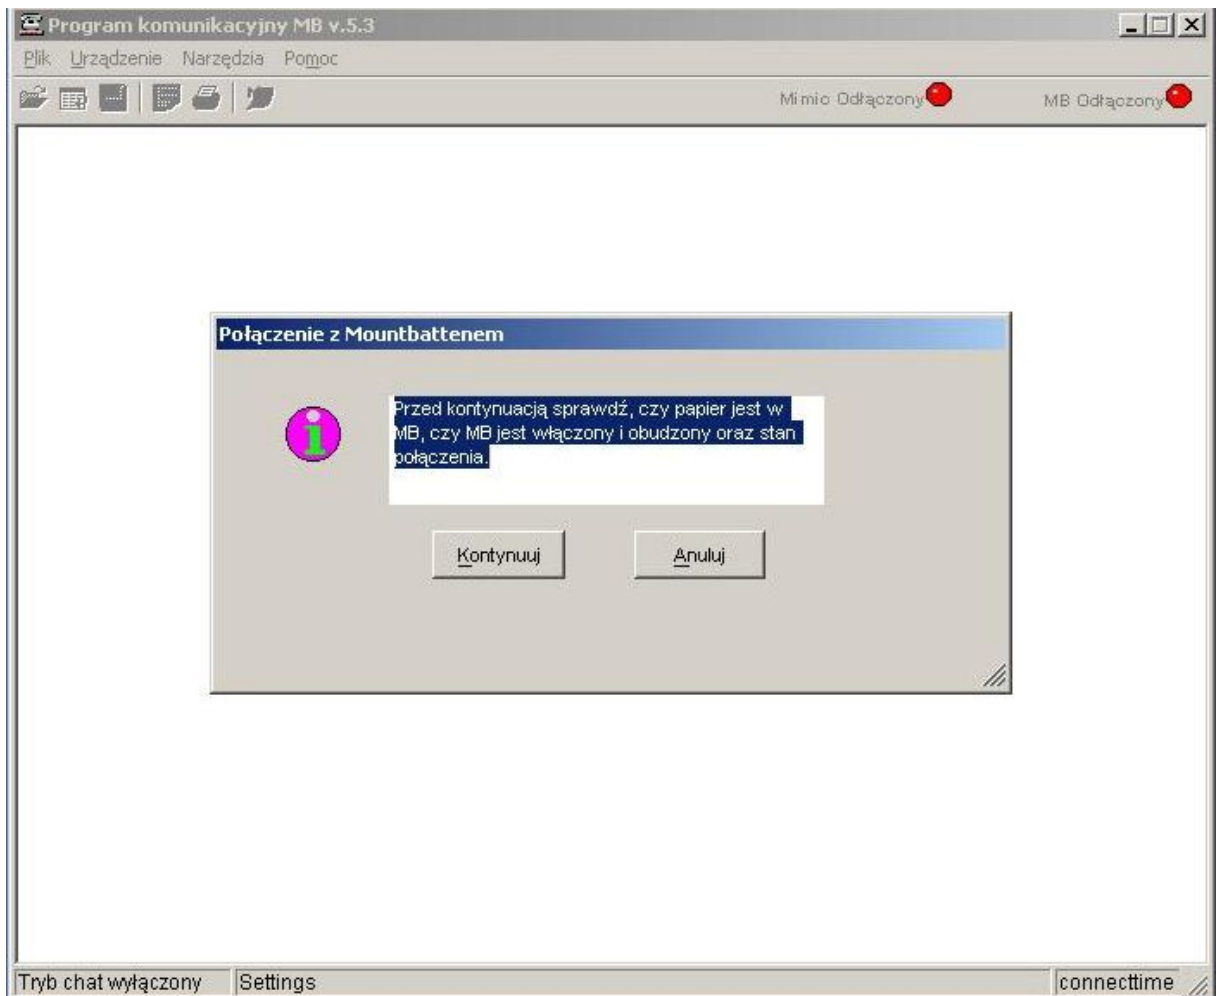 Program komunikacyjny MB v.5.3
Plik Urządzenie Narzędzia Pomoc
Mimio Odłączony MB Odłączony
Połączenie z Mountbattenem
Przed kontynuacją sprawdź, czy papier jest w
MB, czy MB jest włączony i obudzony oraz stan
połączenia.
Kontynuuj Anuluj
Tryb chat wyłączony Settings connecttime